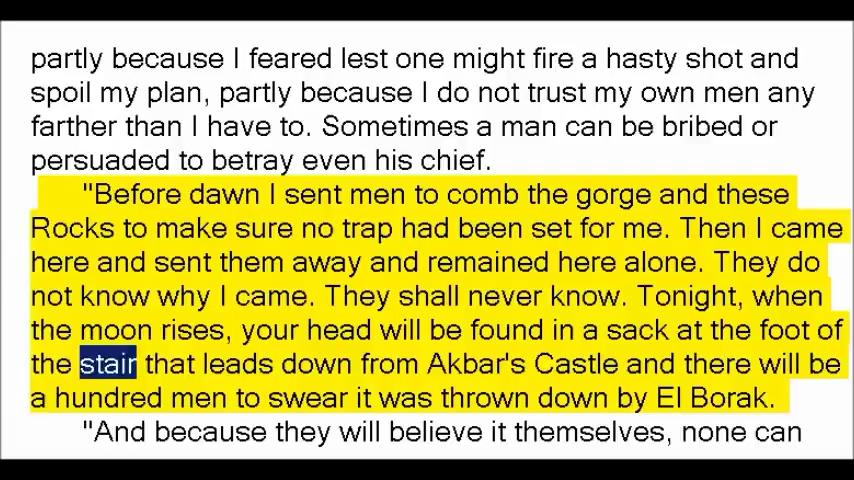 partly because I feared lest one might fire a hasty shot and
spoil my plan, partly because I do not trust my own men any
farther than I have to. Sometimes a man can be bribed or
persuaded to betray even his chief.
"Before dawn I sent men to comb the gorge and these
Rocks to make sure no trap had been set for me. Then I came
here and sent them away and remained here alone. They do
not know why I came. They shall never know. Tonight, when
the moon rises, your head will be found in a sack at the foot of
the stair that leads down from Akbar's Castle and there will be
a hundred men to swear it was thrown down by El Borak.
"And because they will believe it themselves, none can